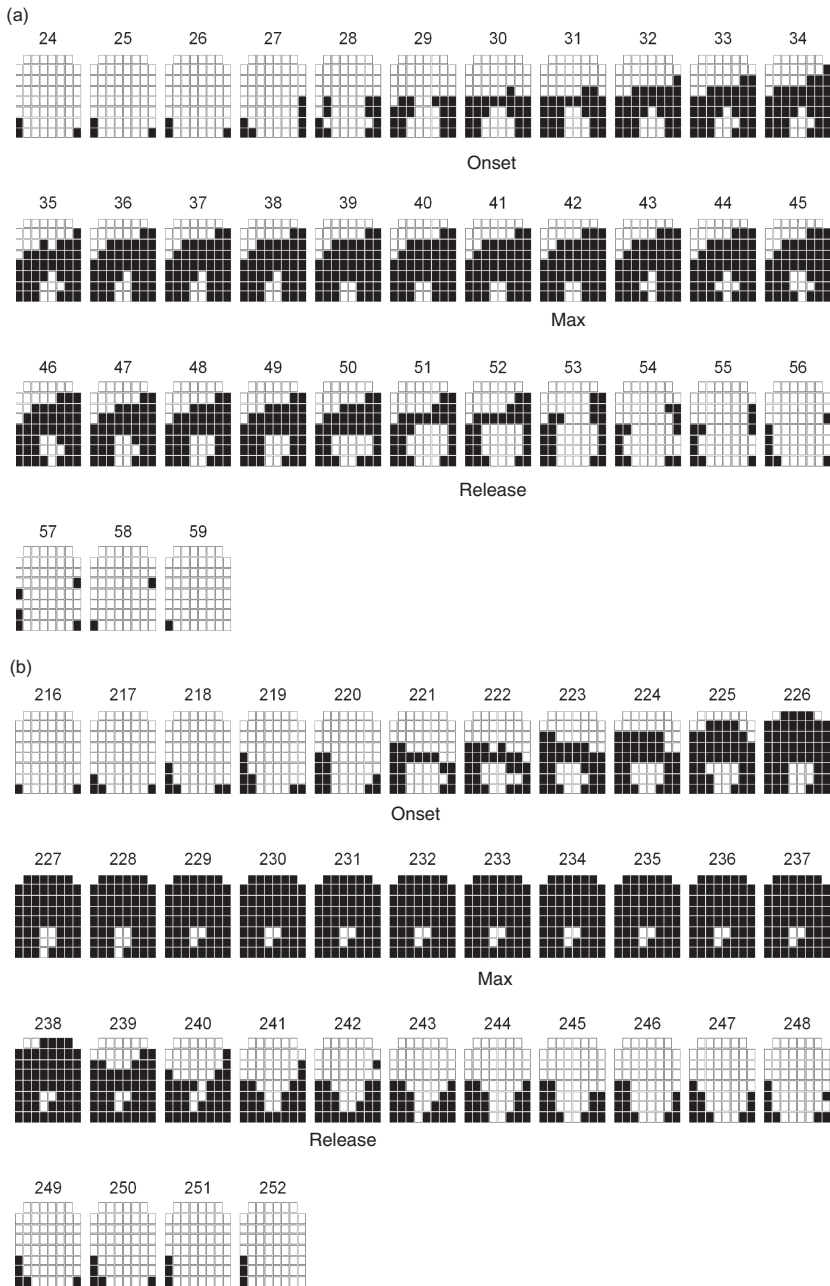 (a)
24 25 26 27 28 29 30 31 32 33 34
Onset
35 36 37 38 39 40 41 42 43 44 45
Max
46 47 48 49 50 51 52 53 54 55 56
Release
57 58 59
(b)
216 217 218 219 220 221 222 223 224 225 226
Onset
227 228 229 230 231 232 233 234 235 236 237
Max
238 239 240 241 242 243 244 245 246 247 248
Release
249 250 251 252